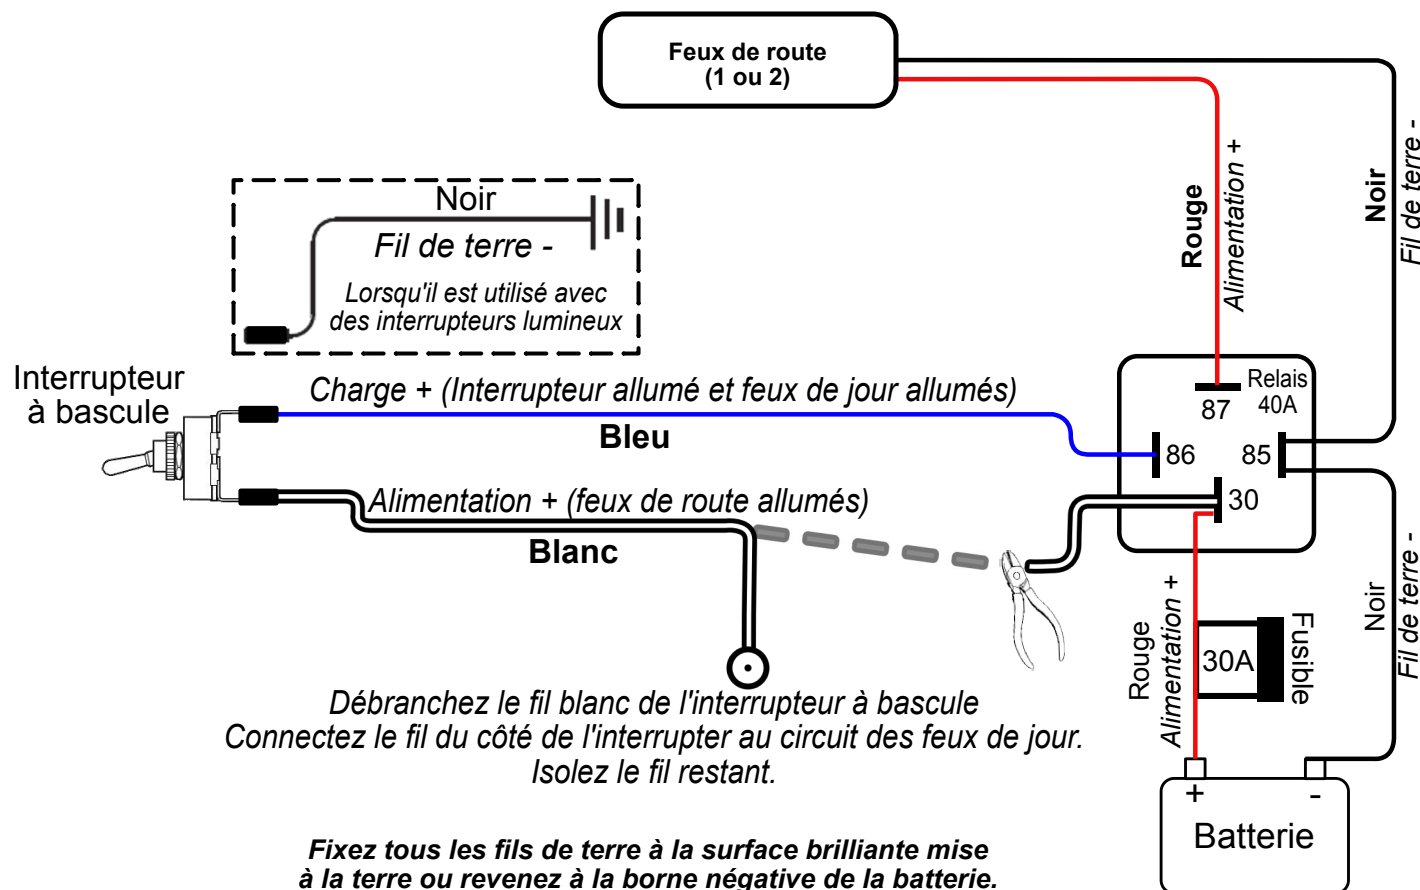 Feux de route
(1 ou 2)
Noir
Fil de terre -
Lorsqu'il est utilisé avec
des interrupteurs lumineux
Rouge
Alimentation +
Noir
Fil de terre -
Interrupteur
à bascule
Charge + (Interrupteur allumé et feux de jour allumés)
Bleu
Relais
40A
87
86
85
30
Alimentation + (feux de route allumés)
Blanc
Rouge
Alimentation +
30A
Fusible
Noir
Fil de terre -
Débranchez le fil blanc de l'interrupteur à bascule
Connectez le fil du côté de l'interrupter au circuit des feux de jour.
Isolez le fil restant.
+
-
Batterie
Fixez tous les fils de terre à la surface brillante mise
à la terre ou revenez à la borne négative de la batterie.